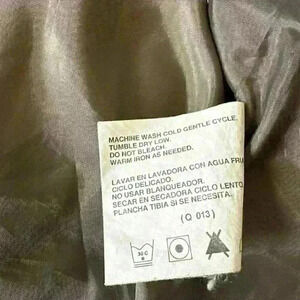 MACHINE WASH COLD GENTLE CYCLE.
TUMBLE DRY LOW.
DO NOT BLEACH.
WARM IRON AS NEEDED.
LAVAR EN LAVADORA CON AGUA FRIA
CICLO DELICADO.
NO USAR BLANQUEADOR.
SECAR EN SECADORA CICLO LENTO
PLANCHA TIBIA SI SE NECESITA.
(Q 013)
30 C